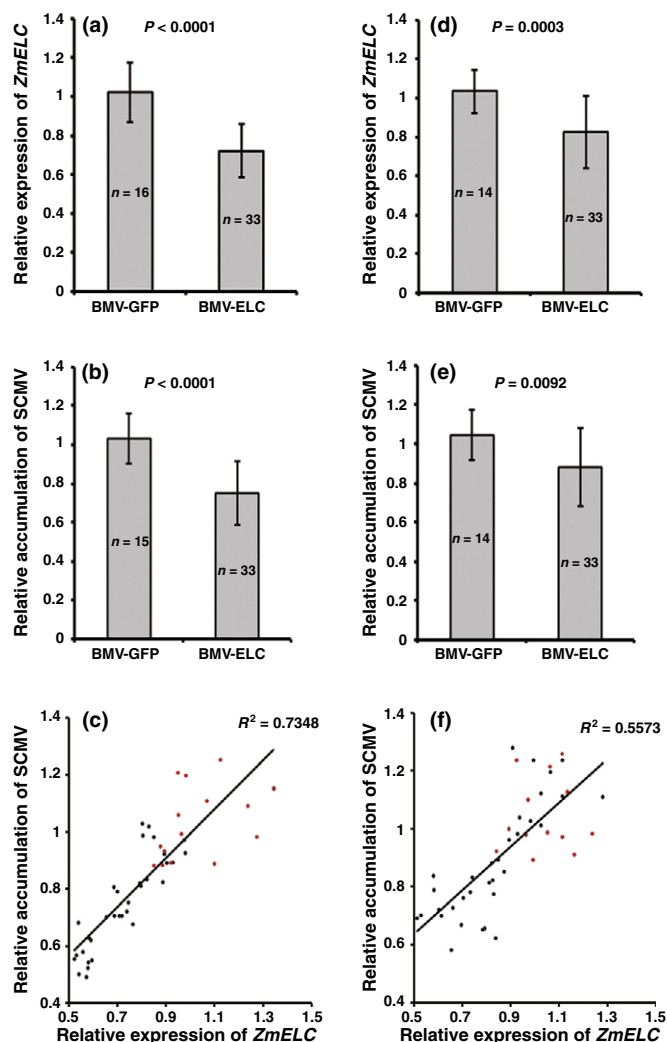 (a)
P < 0.0001
Relative expression of ZmELC
1.4
1.2
1
0.8
0.6
0.4
0.2
0
n = 16
n = 33
BMV-GFP
BMV-ELC
(d)
P = 0.0003
Relative expression of ZmELC
1.4
1.2
1
0.8
0.6
0.4
0.2
0
n = 14
n = 33
BMV-GFP
BMV-ELC
(b)
P < 0.0001
Relative accumulation of SCMV
1.4
1.2
1
0.8
0.6
0.4
0.2
0
n = 15
n = 33
BMV-GFP
BMV-ELC
(e)
P = 0.0092
Relative accumulation of SCMV
1.4
1.2
1
0.8
0.6
0.4
0.2
0
n = 14
n = 33
BMV-GFP
BMV-ELC
(c)
R² = 0.7348
Relative accumulation of SCMV
1.4
1.2
1
0.8
0.6
0.4
0.5 0.7 0.9 1.1 1.3 1.5
Relative expression of ZmELC
(f)
R² = 0.5573
Relative accumulation of SCMV
1.4
1.2
1
0.8
0.6
0.4
0.5 0.7 0.9 1.1 1.3 1.5
Relative expression of ZmELC